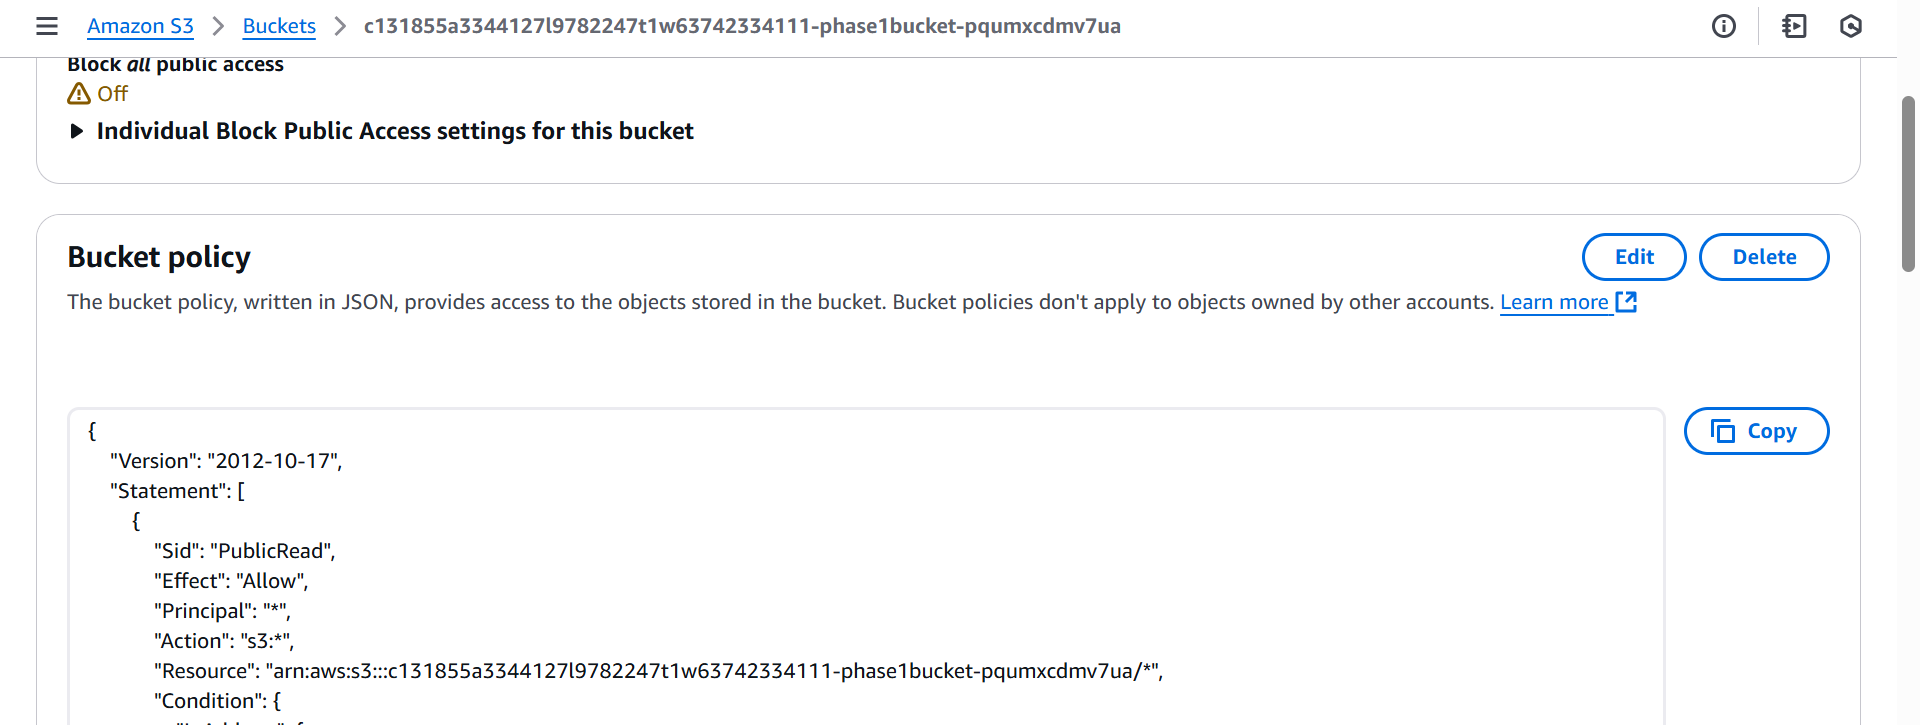 Amazon S3 > Buckets > c131855a3344127l9782247t1w63742334111-phase1bucket-pqumxcdmv7ua
Block all public access
Off
Individual Block Public Access settings for this bucket
Bucket policy
Edit
Delete
The bucket policy, written in JSON, provides access to the objects stored in the bucket. Bucket policies don't apply to objects owned by other accounts. Learn more
Copy
{
"Version": "2012-10-17",
"Statement": [
{
"Sid": "PublicRead",
"Effect": "Allow",
"Principal": "*",
"Action": "s3:*",
"Resource": "arn:aws:s3:::c131855a3344127l9782247t1w63742334111-phase1bucket-pqumxcdmv7ua/*",
"Condition": {